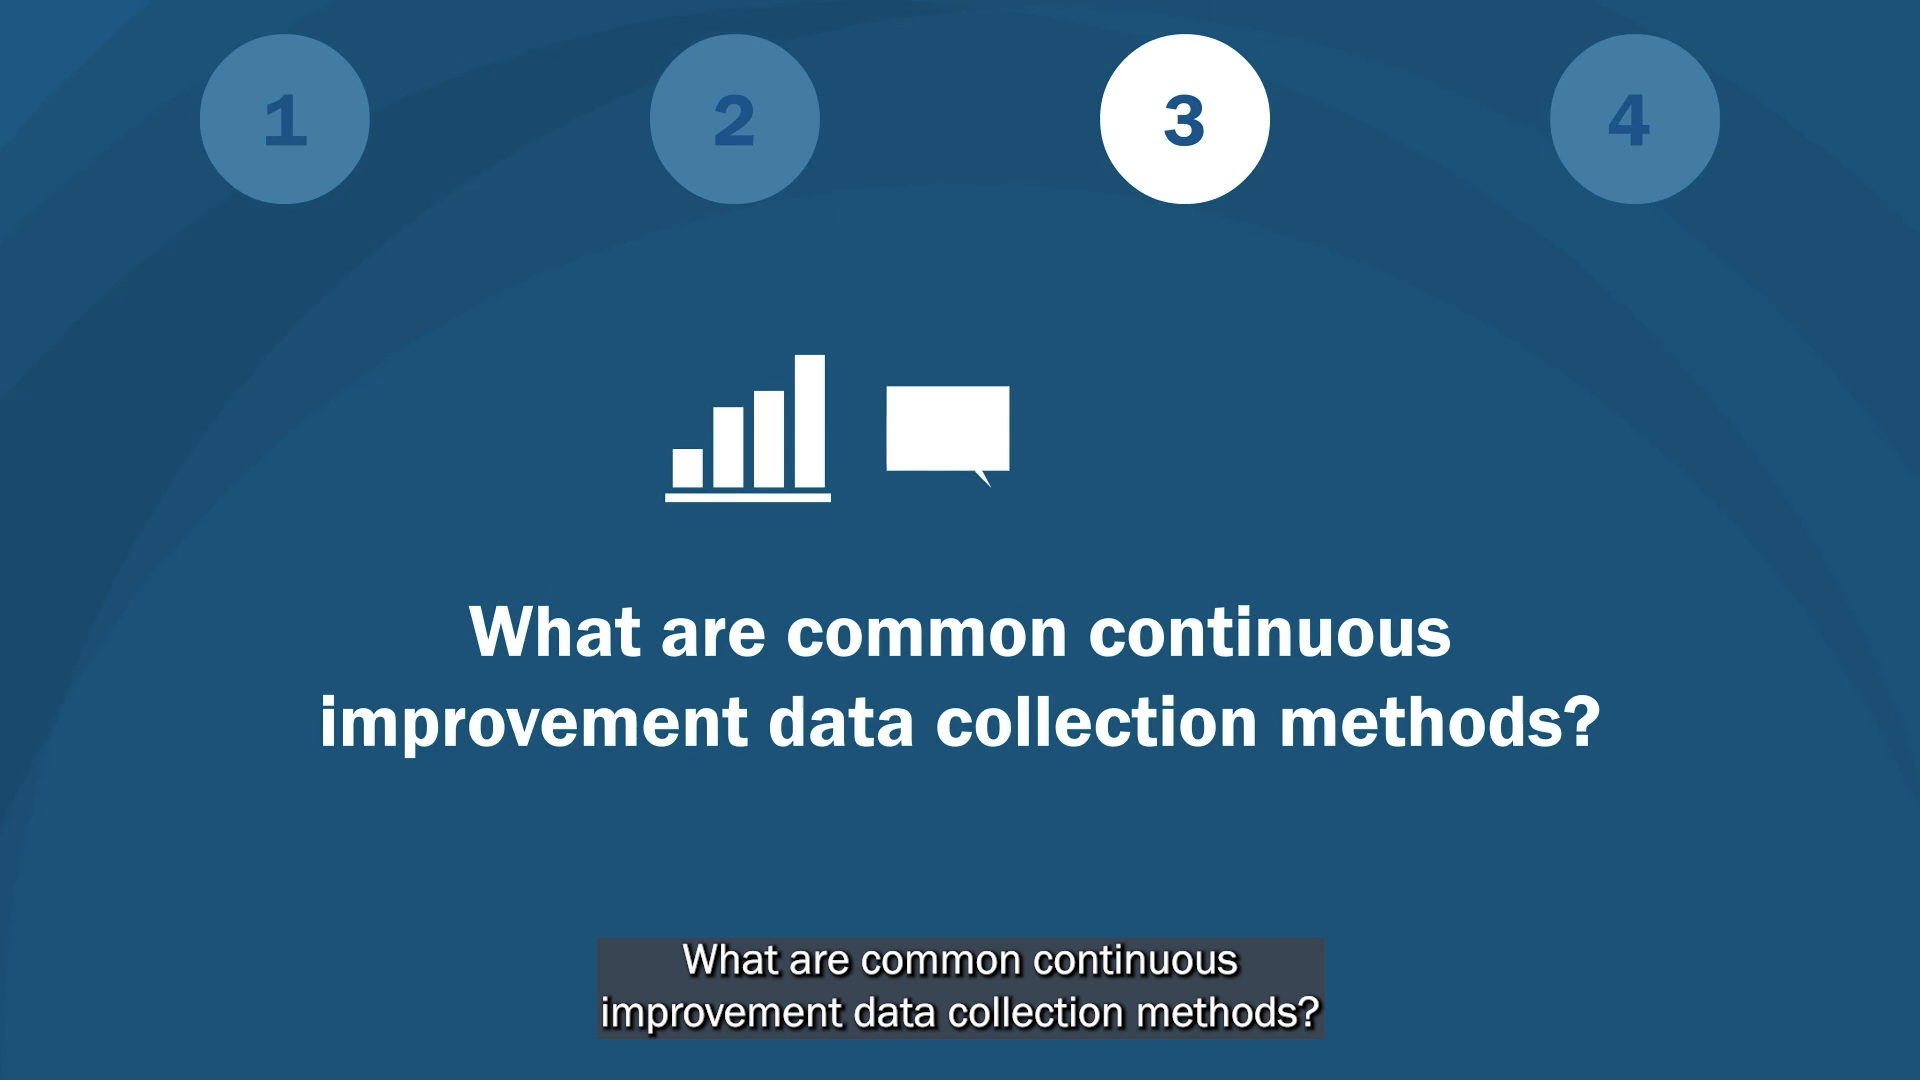 1
2
3
4
What are common continuous
improvement data collection methods?
What are common continuous
improvement data collection methods?